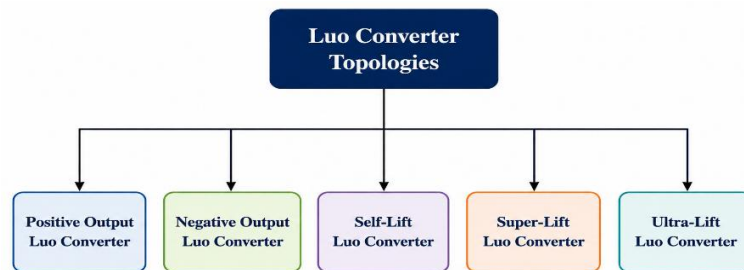 Luo Converter
Topologies
Positive Output
Luo Converter
Negative Output
Luo Converter
Self-Lift
Luo Converter
Super-Lift
Luo Converter
Ultra-Lift
Luo Converter